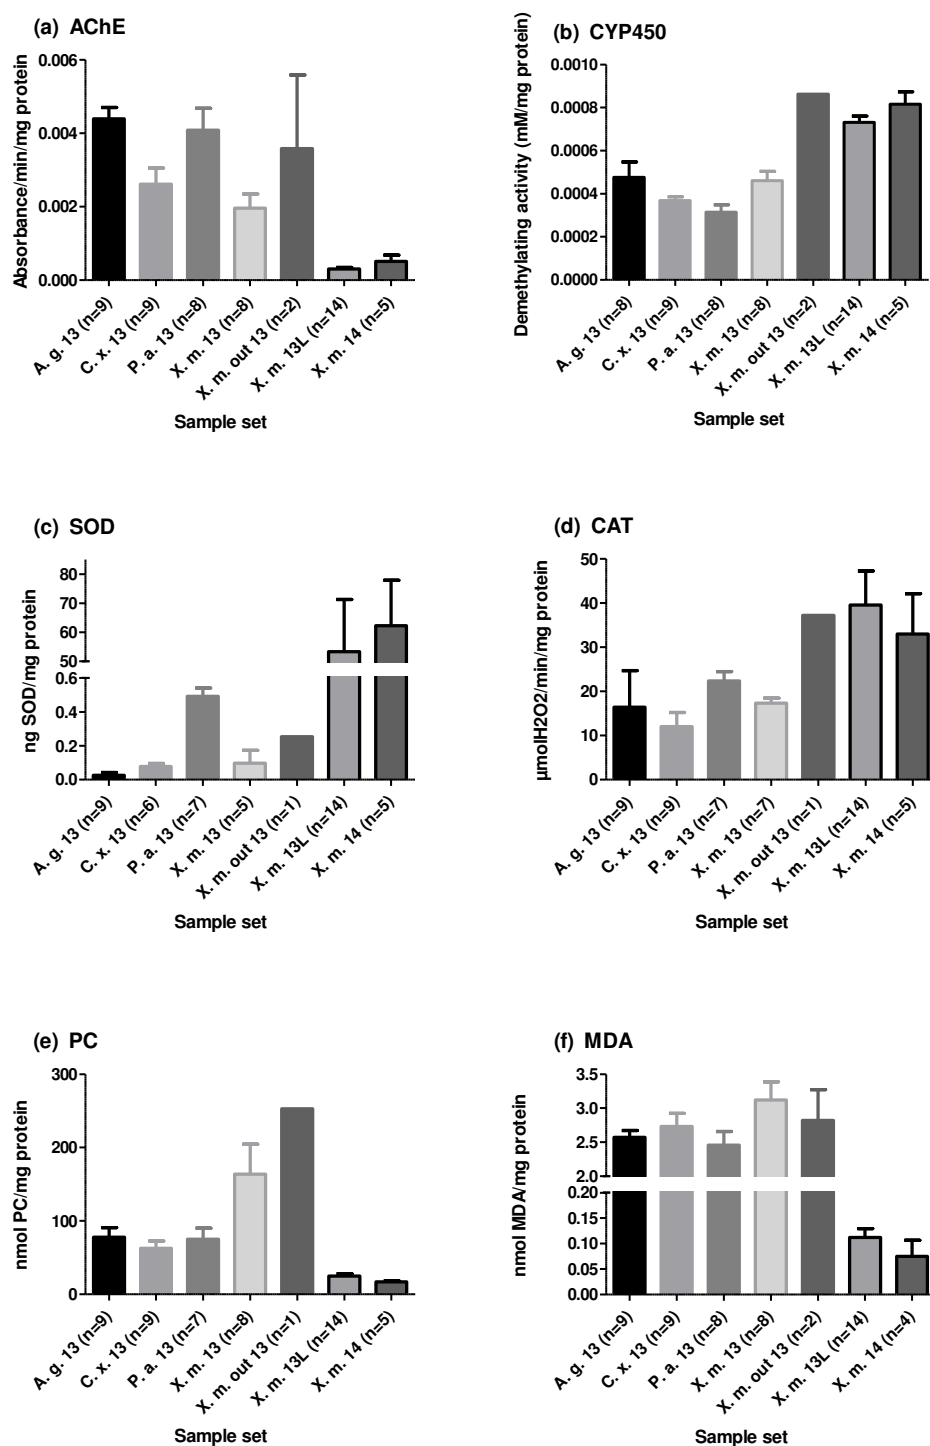 (a) AChE
Absorbance/min/mg protein
0.006
0.004
0.002
0.000
A. g. 13 (n=9)
C. x. 13 (n=9)
P. a. 13 (n=8)
X. m. 13 (n=8)
X. m. out 13 (n=2)
X. m. 13L (n=14)
X. m. 14 (n=5)
Sample set
(b) CYP450
Demethylating activity (mM/mg protein)
0.0010
0.0008
0.0006
0.0004
0.0002
0.0000
A. g. 13 (n=8)
C. x. 13 (n=9)
P. a. 13 (n=8)
X. m. 13 (n=8)
X. m. out 13 (n=2)
X. m. 13L (n=14)
X. m. 14 (n=5)
Sample set
(c) SOD
ng SOD/mg protein
80
70
60
50
0.6
0.4
0.2
0.0
A. g. 13 (n=9)
C. x. 13 (n=6)
P. a. 13 (n=7)
X. m. 13 (n=5)
X. m. out 13 (n=1)
X. m. 13L (n=14)
X. m. 14 (n=5)
Sample set
(d) CAT
µmolH2O2/min/mg protein
50
40
30
20
10
0
A. g. 13 (n=9)
C. x. 13 (n=9)
P. a. 13 (n=7)
X. m. 13 (n=7)
X. m. out 13 (n=1)
X. m. 13L (n=14)
X. m. 14 (n=5)
Sample set
(e) PC
nmol PC/mg protein
300
200
100
0
A. g. 13 (n=9)
C. x. 13 (n=9)
P. a. 13 (n=7)
X. m. 13 (n=8)
X. m. out 13 (n=1)
X. m. 13L (n=14)
X. m. 14 (n=5)
Sample set
(f) MDA
nmol MDA/mg protein
3.5
3.0
2.5
2.0
0.20
0.15
0.10
0.05
0.00
A. g. 13 (n=9)
C. x. 13 (n=9)
P. a. 13 (n=8)
X. m. 13 (n=8)
X. m. out 13 (n=2)
X. m. 13L (n=14)
X. m. 14 (n=4)
Sample set